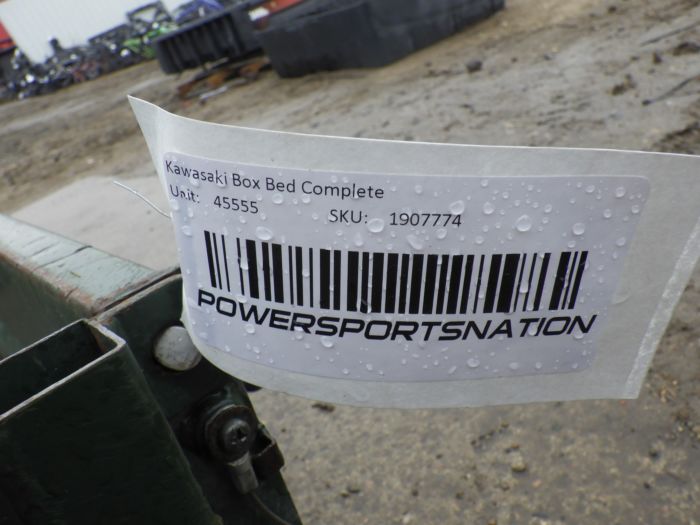 Kawasaki Box Bed Complete
Unit: 45555 SKU: 1907774
POWERSPORTSNATION